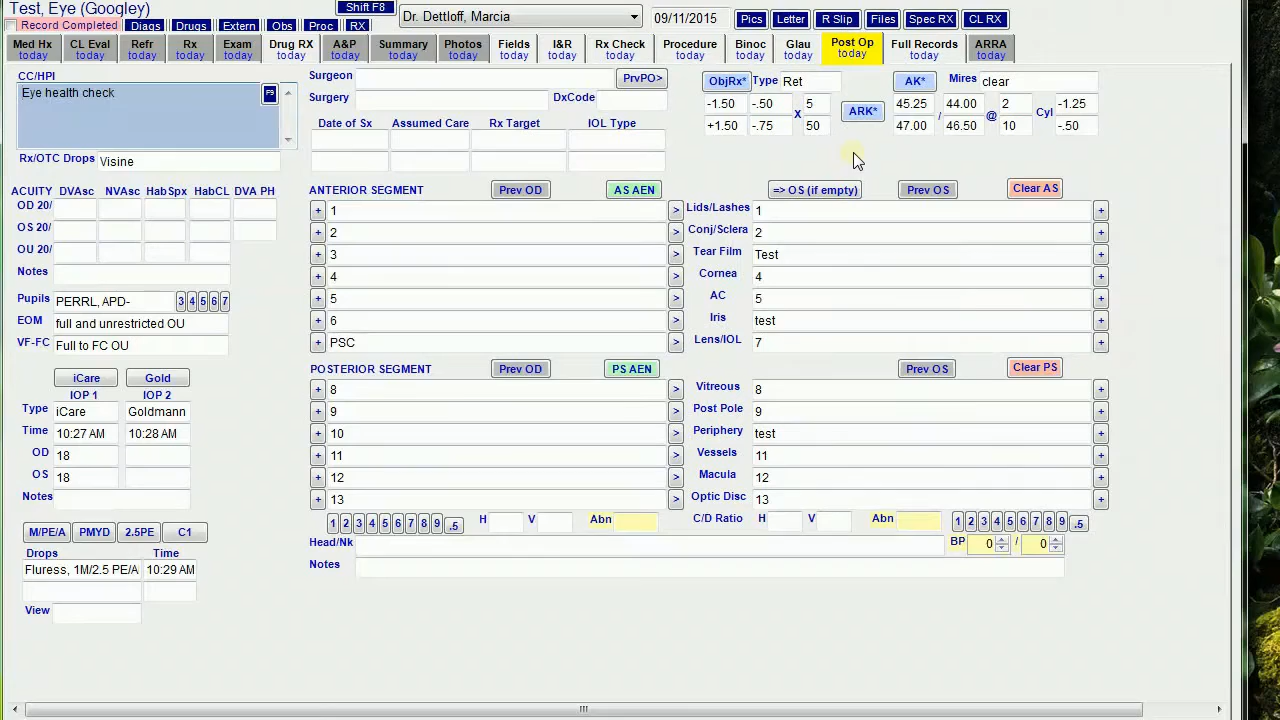 Test, Eye (Googley)
Shift F8
Dr. Dettloff, Marcia
09/11/2015
Pics Letter R Slip Files Spec RX CL RX
Record Completed Diags Drugs Extern Obs Proc RX
Med Hx CL Eval Refr Rx Exam Drug RX A&P Summary Photos Fields I&R Rx Check Procedure Binoc Glau Post Op Full Records ARRA
today today today today today today today today today today today today today today today today today today
CC/HPI
Eye health check
F9
Surgeon PrvPO>
Surgery DxCode
Date of Sx Assumed Care Rx Target IOL Type
ObjRx* Type Ret AK* Mires clear
-1.50 -.50 X 5 ARK* 45.25 / 44.00 @ 2 Cyl -1.25
+1.50 -.75 50 47.00 46.50 10 -.50
Rx/OTC Drops Visine
ACUITY DVAsc NVAsc HabSpx HabCL DVA PH
OD 20/
OS 20/
OU 20/
Notes
Pupils PERRL, APD- 3 4 5 6 7
EOM full and unrestricted OU
VF-FC Full to FC OU
iCare Gold
IOP 1 IOP 2
Type iCare Goldmann
Time 10:27 AM 10:28 AM
OD 18
OS 18
Notes
M/PE/A PMYD 2.5PE C1
Drops Time
Fluress, 1M/2.5 PE/A 10:29 AM
View
ANTERIOR SEGMENT Prev OD AS AEN => OS (if empty) Prev OS Clear AS
+ 1 > Lids/Lashes 1 +
+ 2 > Conj/Sclera 2 +
+ 3 > Tear Film Test +
+ 4 > Cornea 4 +
+ 5 > AC 5 +
+ 6 > Iris test +
+ PSC > Lens/IOL 7 +
POSTERIOR SEGMENT Prev OD PS AEN Prev OS Clear PS
+ 8 > Vitreous 8 +
+ 9 > Post Pole 9 +
+ 10 > Periphery test +
+ 11 > Vessels 11 +
+ 12 > Macula 12 +
+ 13 > Optic Disc 13 +
1 2 3 4 5 6 7 8 9 .5 H V Abn C/D Ratio H V Abn 1 2 3 4 5 6 7 8 9 .5
Head/Nk BP 0 / 0
Notes